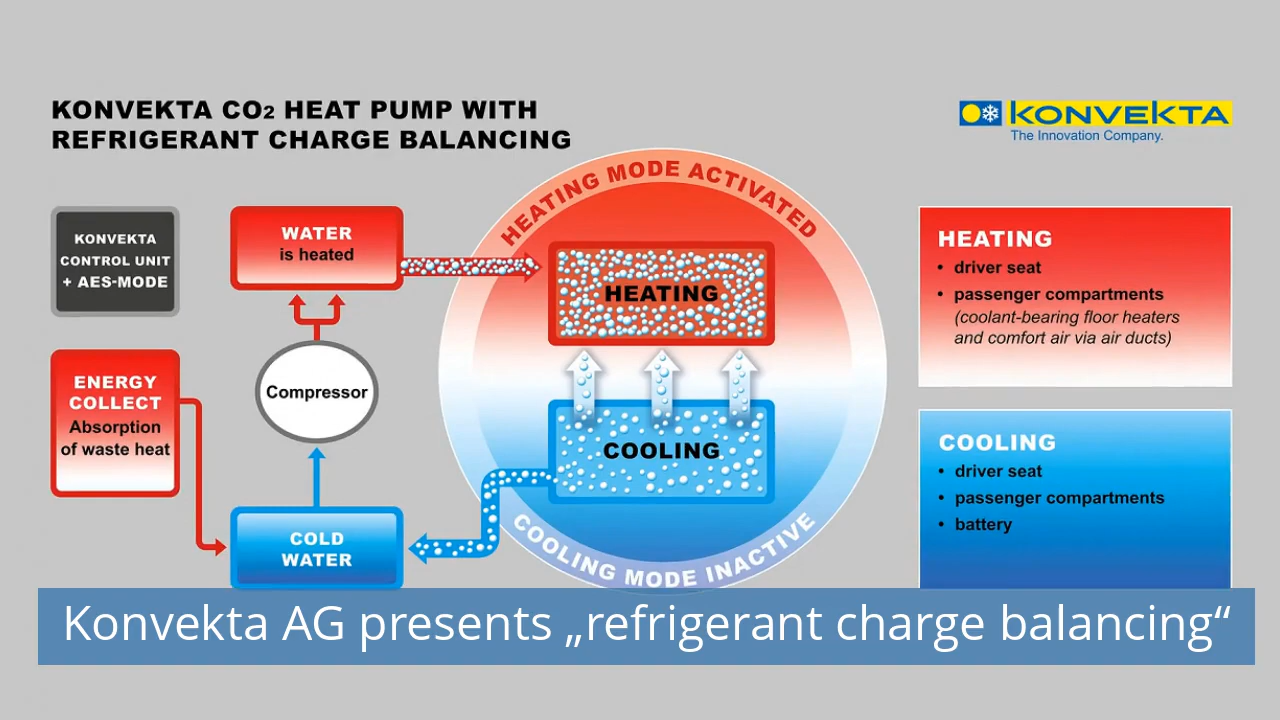 KONVEKTA CO₂ HEAT PUMP WITH
REFRIGERANT CHARGE BALANCING
KONVEKTA
The Innovation Company.
KONVEKTA
CONTROL UNIT
+ AES-MODE
WATER
is heated
ENERGY
COLLECT
Absorption
of waste heat
Compressor
COLD
WATER
HEATING MODE ACTIVATED
HEATING
COOLING
COOLING MODE INACTIVE
HEATING
• driver seat
• passenger compartments
(coolant-bearing floor heaters
and comfort air via air ducts)
COOLING
• driver seat
• passenger compartments
• battery
Konvekta AG presents „refrigerant charge balancing“